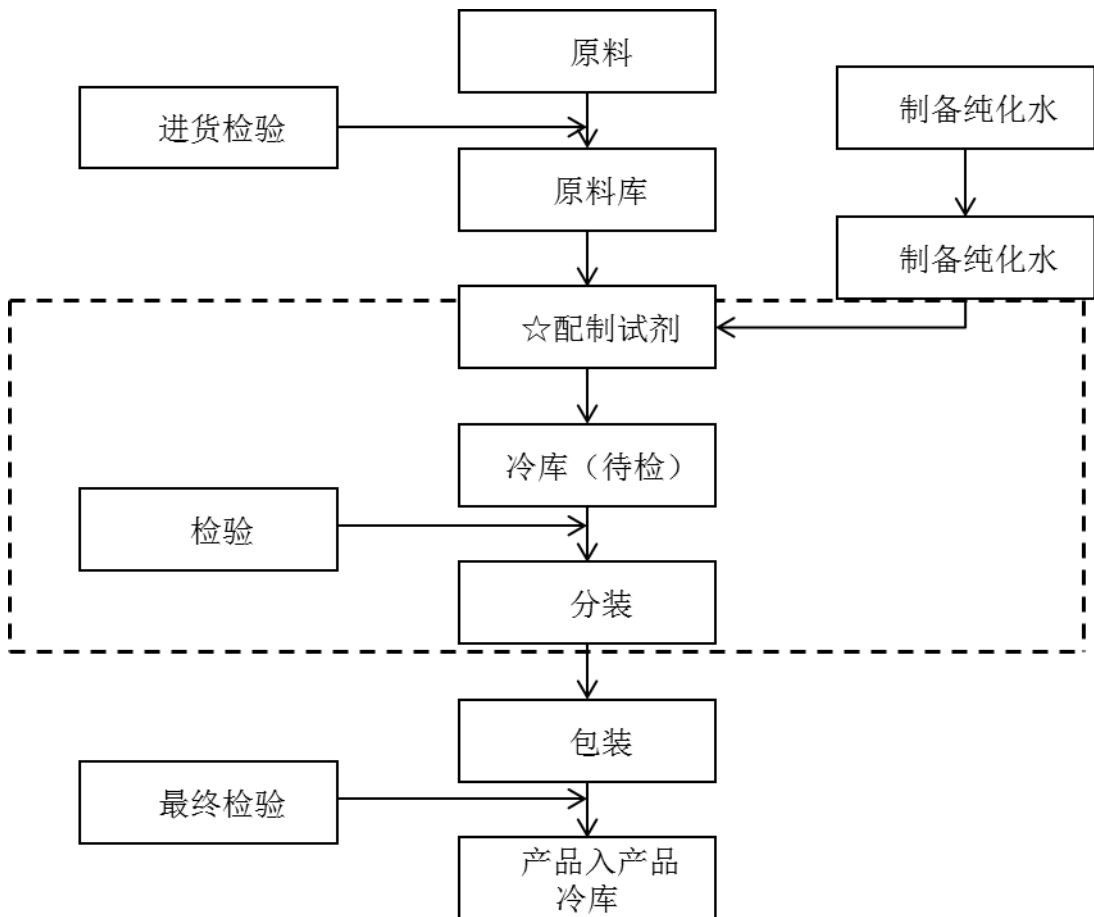 原料
制备纯化水
进货检验
原料库
制备纯化水
☆配制试剂
冷库（待检）
检验
分装
包装
最终检验
产品入产品
冷库